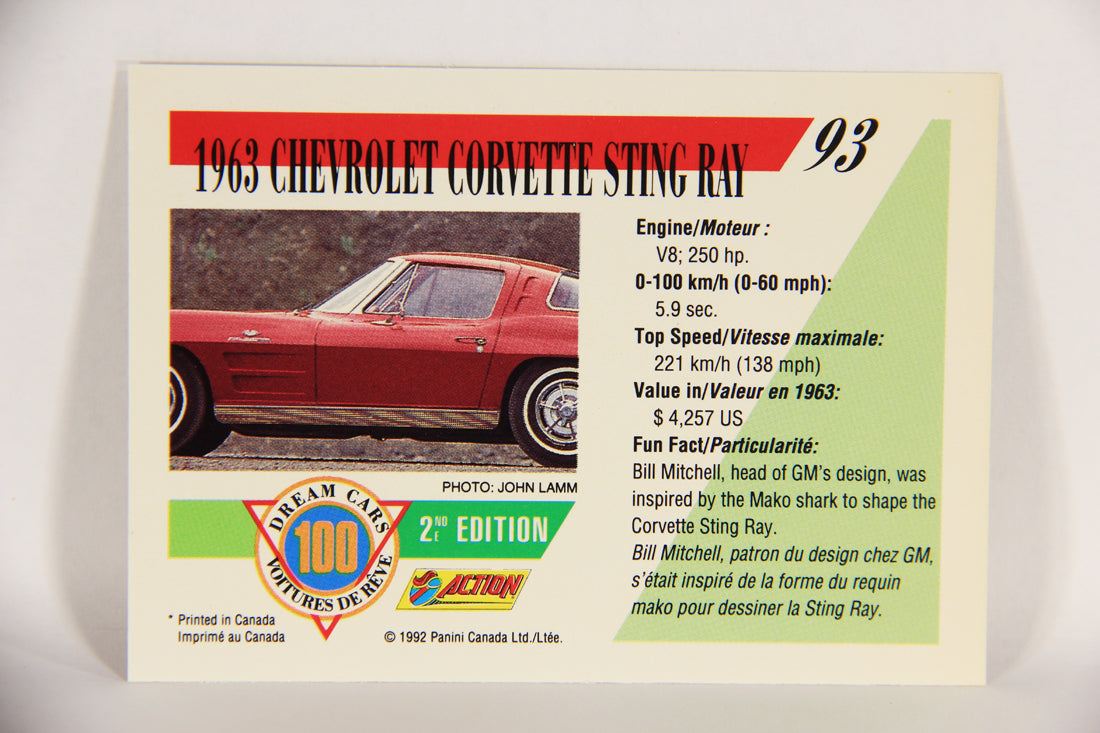 1963 CHEVROLET CORVETTE STING RAY
93
Engine/Moteur :
V8; 250 hp.
0-100 km/h (0-60 mph):
5.9 sec.
Top Speed/Vitesse maximale:
221 km/h (138 mph)
Value in/Valeur en 1963:
$ 4,257 US
Fun Fact/Particularité:
Bill Mitchell, head of GM's design, was
inspired by the Mako shark to shape the
Corvette Sting Ray.
Bill Mitchell, patron du design chez GM,
s'était inspiré de la forme du requin
mako pour dessiner la Sting Ray.
PHOTO: JOHN LAMM
DREAM CARS
100
VOITURES DE RÊVE
2 ND E EDITION
ACTION
* Printed in Canada
Imprimé au Canada
© 1992 Panini Canada Ltd./Ltée.